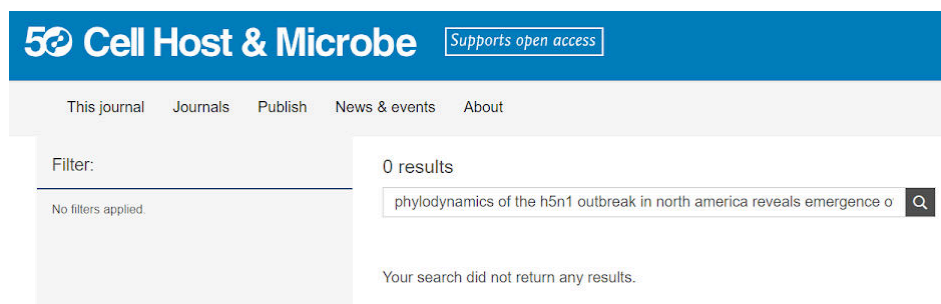 50 Cell Host & Microbe Supports open access
This journal Journals Publish News & events About
Filter:
No filters applied.
0 results
phylodynamics of the h5n1 outbreak in north america reveals emergence o
Your search did not return any results.